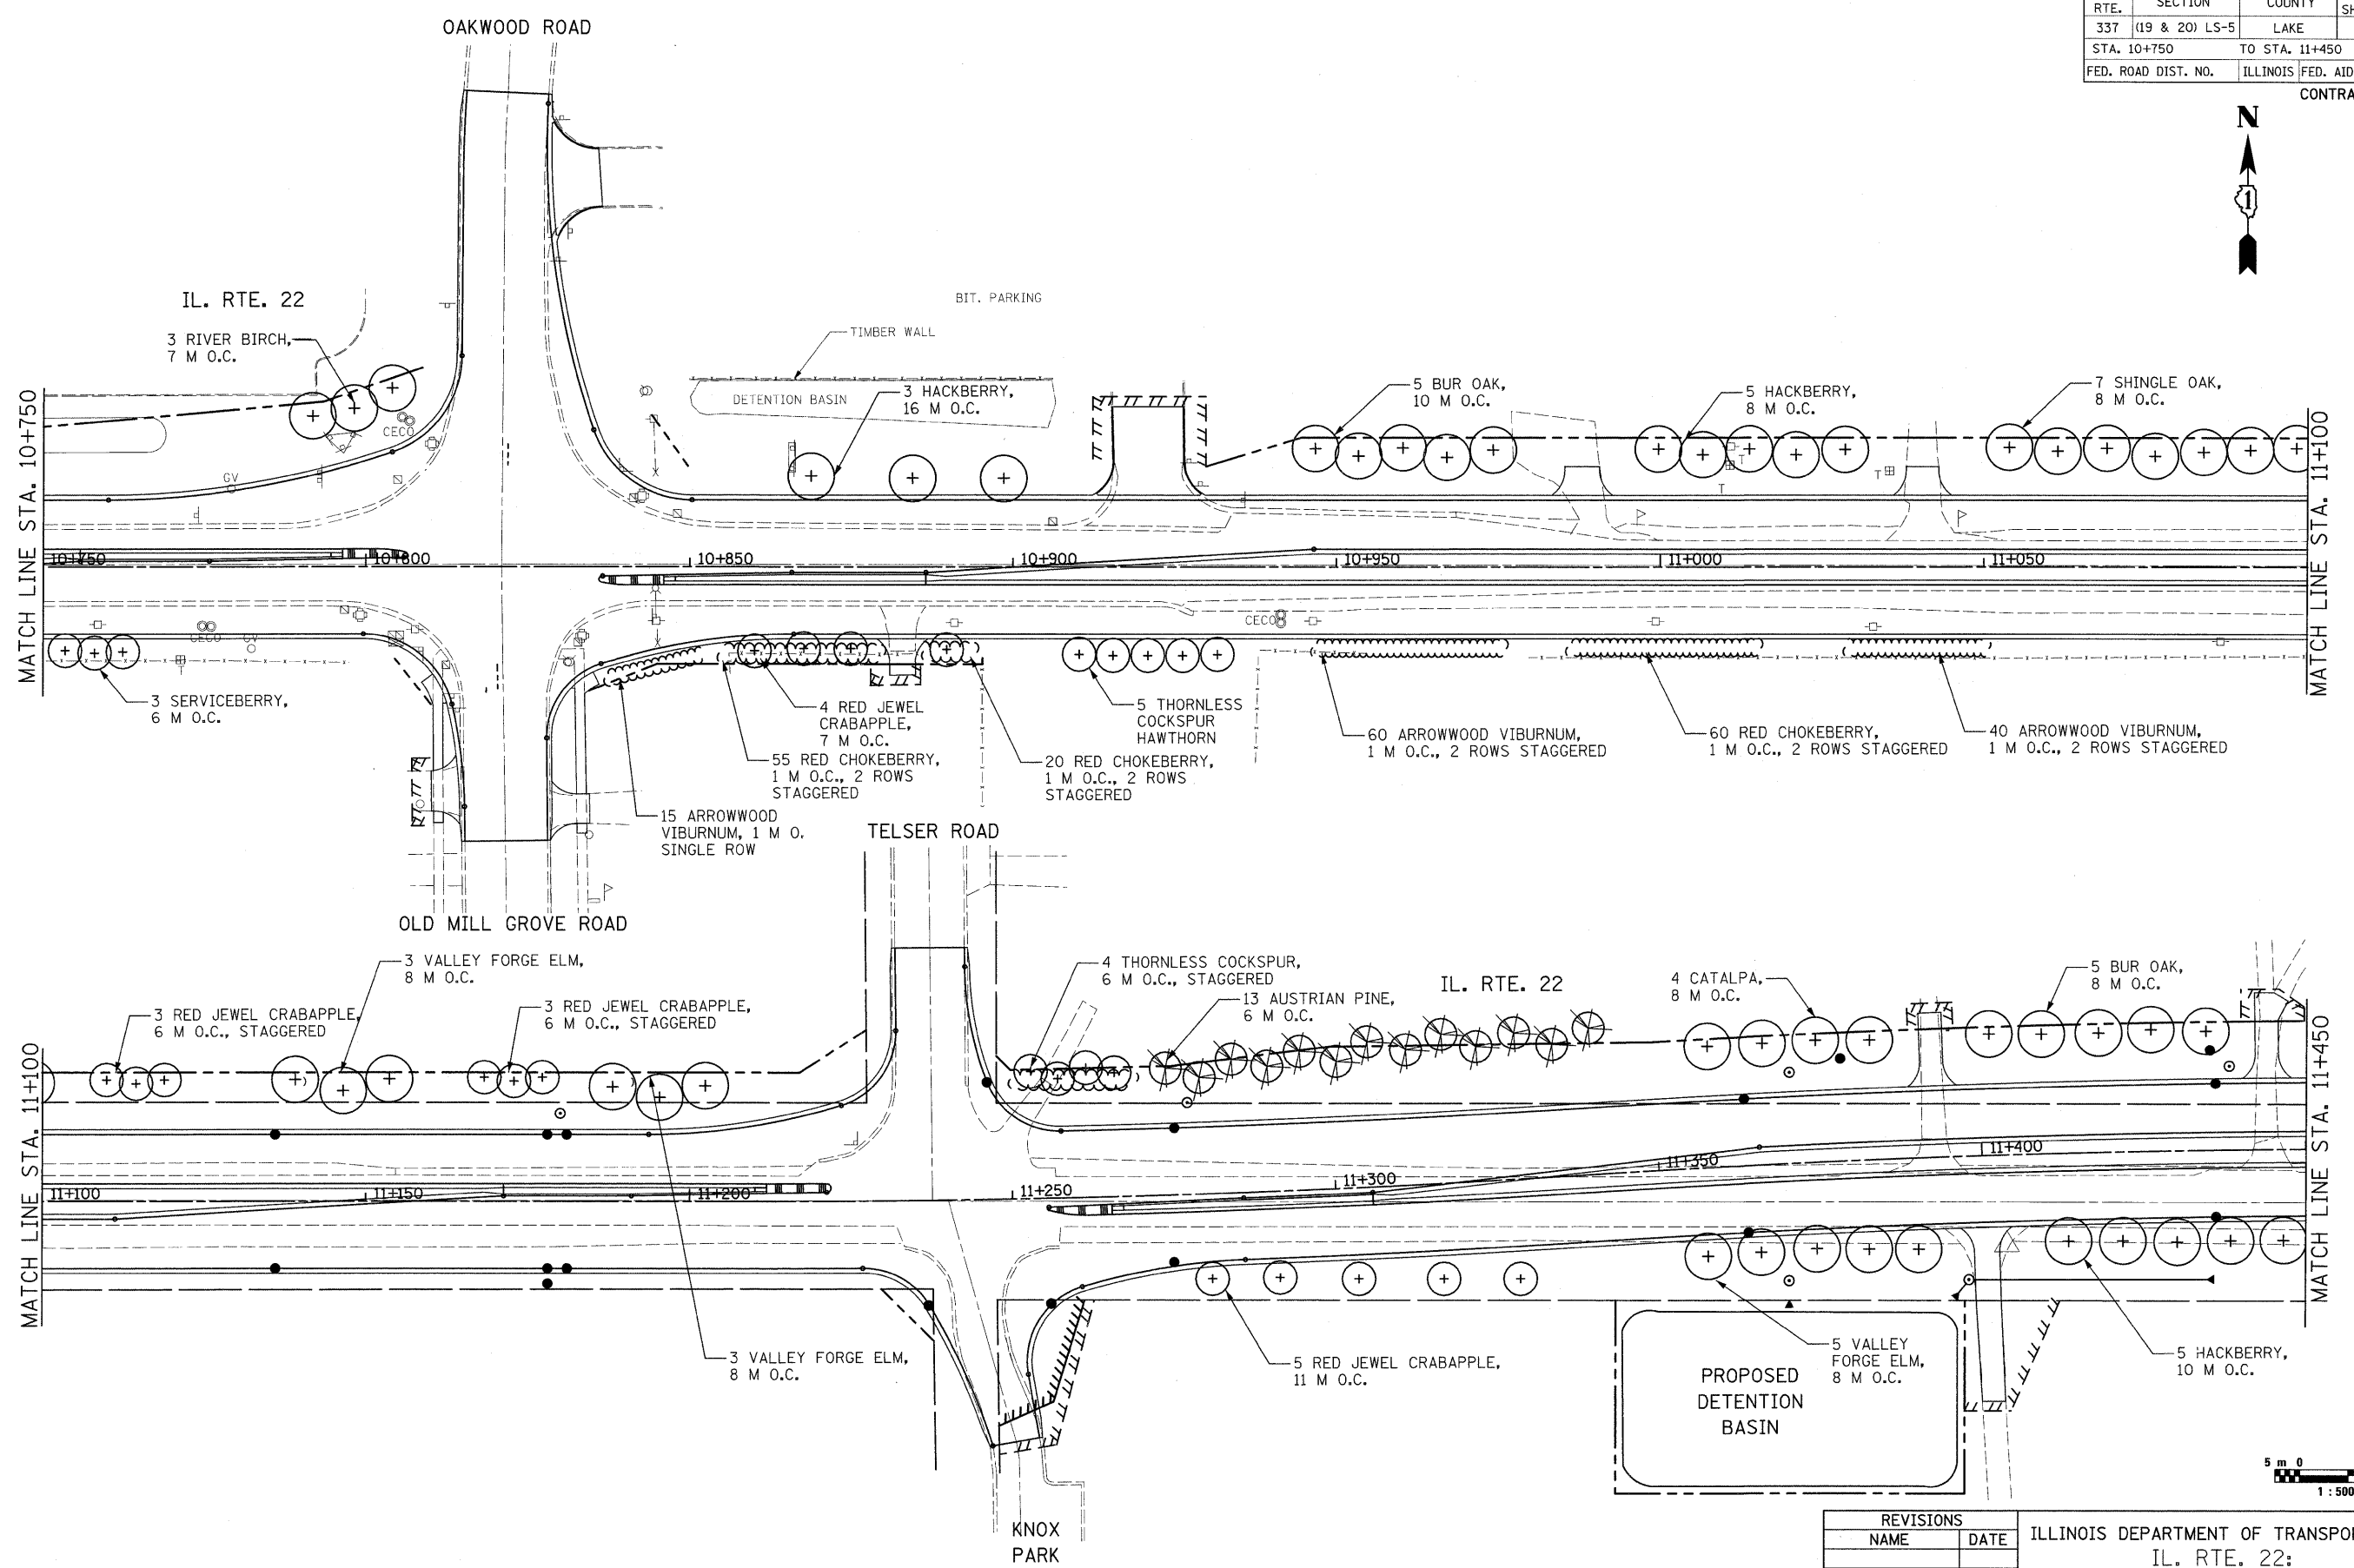 RTE. SECTION COUNTY
337 (19 & 20) LS-5 LAKE
STA. 10+750 TO STA. 11+450
FED. ROAD DIST. NO. ILLINOIS FED. AID
N
1
OAKWOOD ROAD
IL. RTE. 22
BIT. PARKING
3 RIVER BIRCH,
7 M O.C.
TIMBER WALL
DETENTION BASIN
3 HACKBERRY,
16 M O.C.
5 BUR OAK,
10 M O.C.
5 HACKBERRY,
8 M O.C.
7 SHINGLE OAK,
8 M O.C.
CECO
GV
T
T
T
MATCH LINE STA. 10+750
MATCH LINE STA. 11+100
10+750 10+800 10+850 10+900 10+950 11+000 11+050
CECO GV
CECO
3 SERVICEBERRY,
6 M O.C.
4 RED JEWEL
CRABAPPLE,
7 M O.C.
5 THORNLESS
COCKSPUR
HAWTHORN
55 RED CHOKEBERRY,
1 M O.C., 2 ROWS
STAGGERED
20 RED CHOKEBERRY,
1 M O.C., 2 ROWS
STAGGERED
60 ARROWWOOD VIBURNUM,
1 M O.C., 2 ROWS STAGGERED
60 RED CHOKEBERRY,
1 M O.C., 2 ROWS STAGGERED
40 ARROWWOOD VIBURNUM,
1 M O.C., 2 ROWS STAGGERED
15 ARROWWOOD
VIBURNUM, 1 M O.
SINGLE ROW
OLD MILL GROVE ROAD
TELSER ROAD
3 RED JEWEL CRABAPPLE,
6 M O.C., STAGGERED
3 VALLEY FORGE ELM,
8 M O.C.
3 RED JEWEL CRABAPPLE,
6 M O.C., STAGGERED
4 THORNLESS COCKSPUR,
6 M O.C., STAGGERED
13 AUSTRIAN PINE,
6 M O.C.
IL. RTE. 22
4 CATALPA,
8 M O.C.
5 BUR OAK,
8 M O.C.
MATCH LINE STA. 11+100
MATCH LINE STA. 11+450
11+100 11+150 11+200 11+250 11+300 11+350 11+400
3 VALLEY FORGE ELM,
8 M O.C.
5 RED JEWEL CRABAPPLE,
11 M O.C.
5 VALLEY
FORGE ELM,
8 M O.C.
5 HACKBERRY,
10 M O.C.
PROPOSED
DETENTION
BASIN
KNOX
PARK
5 m 0
1 : 500
REVISIONS
NAME DATE
ILLINOIS DEPARTMENT OF
IL. RTE. 22: